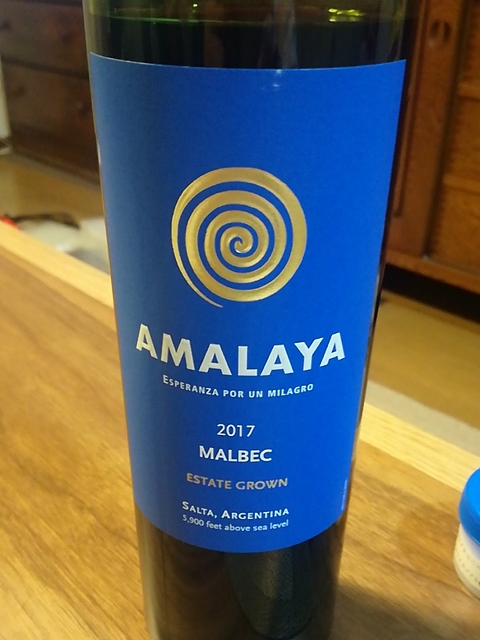 AMALAYA
ESPERANZA POR UN MILAGRO
2017
MALBEC
ESTATE GROWN
SALTA, ARGENTINA
5,900 feet above sea level